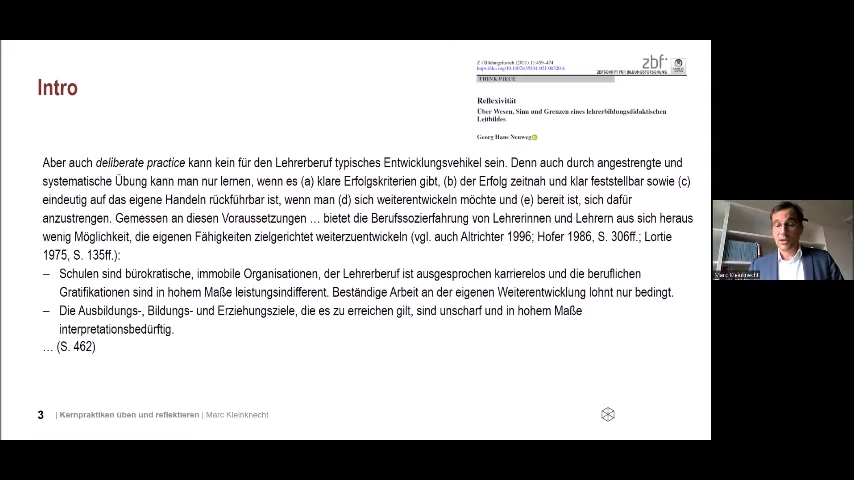 Intro
zbf
ZEITSCHRIFT FÜR BILDUNGSFORSCHUNG
THINK PIECE
Reflexivität
Über Wesen, Sinn und Grenzen eines lehrerbildungsdidaktischen
Leitbildes
Georg Hans Neuweg
Aber auch deliberate practice kann kein für den Lehrerberuf typisches Entwicklungsvehikel sein. Denn auch durch angestrengte und
systematische Übung kann man nur lernen, wenn es (a) klare Erfolgskriterien gibt, (b) der Erfolg zeitnah und klar feststellbar sowie (c)
eindeutig auf das eigene Handeln rückführbar ist, wenn man (d) sich weiterentwickeln möchte und (e) bereit ist, sich dafür
anzustrengen. Gemessen an diesen Voraussetzungen … bietet die Berufssozierfahrung von Lehrerinnen und Lehrern aus sich heraus
wenig Möglichkeit, die eigenen Fähigkeiten zielgerichtet weiterzuentwickeln (vgl. auch Altrichter 1996; Hofer 1986, S. 306ff.; Lortie
1975, S. 135ff.):
– Schulen sind bürokratische, immobile Organisationen, der Lehrerberuf ist ausgesprochen karrierelos und die beruflichen
Gratifikationen sind in hohem Maße leistungsindifferent. Beständige Arbeit an der eigenen Weiterentwicklung lohnt nur bedingt.
– Die Ausbildungs-, Bildungs- und Erziehungsziele, die es zu erreichen gilt, sind unscharf und in hohem Maße
interpretationsbedürftig.
… (S. 462)
Marc Kleinknecht
3 | Kernpraktiken üben und reflektieren | Marc Kleinknecht